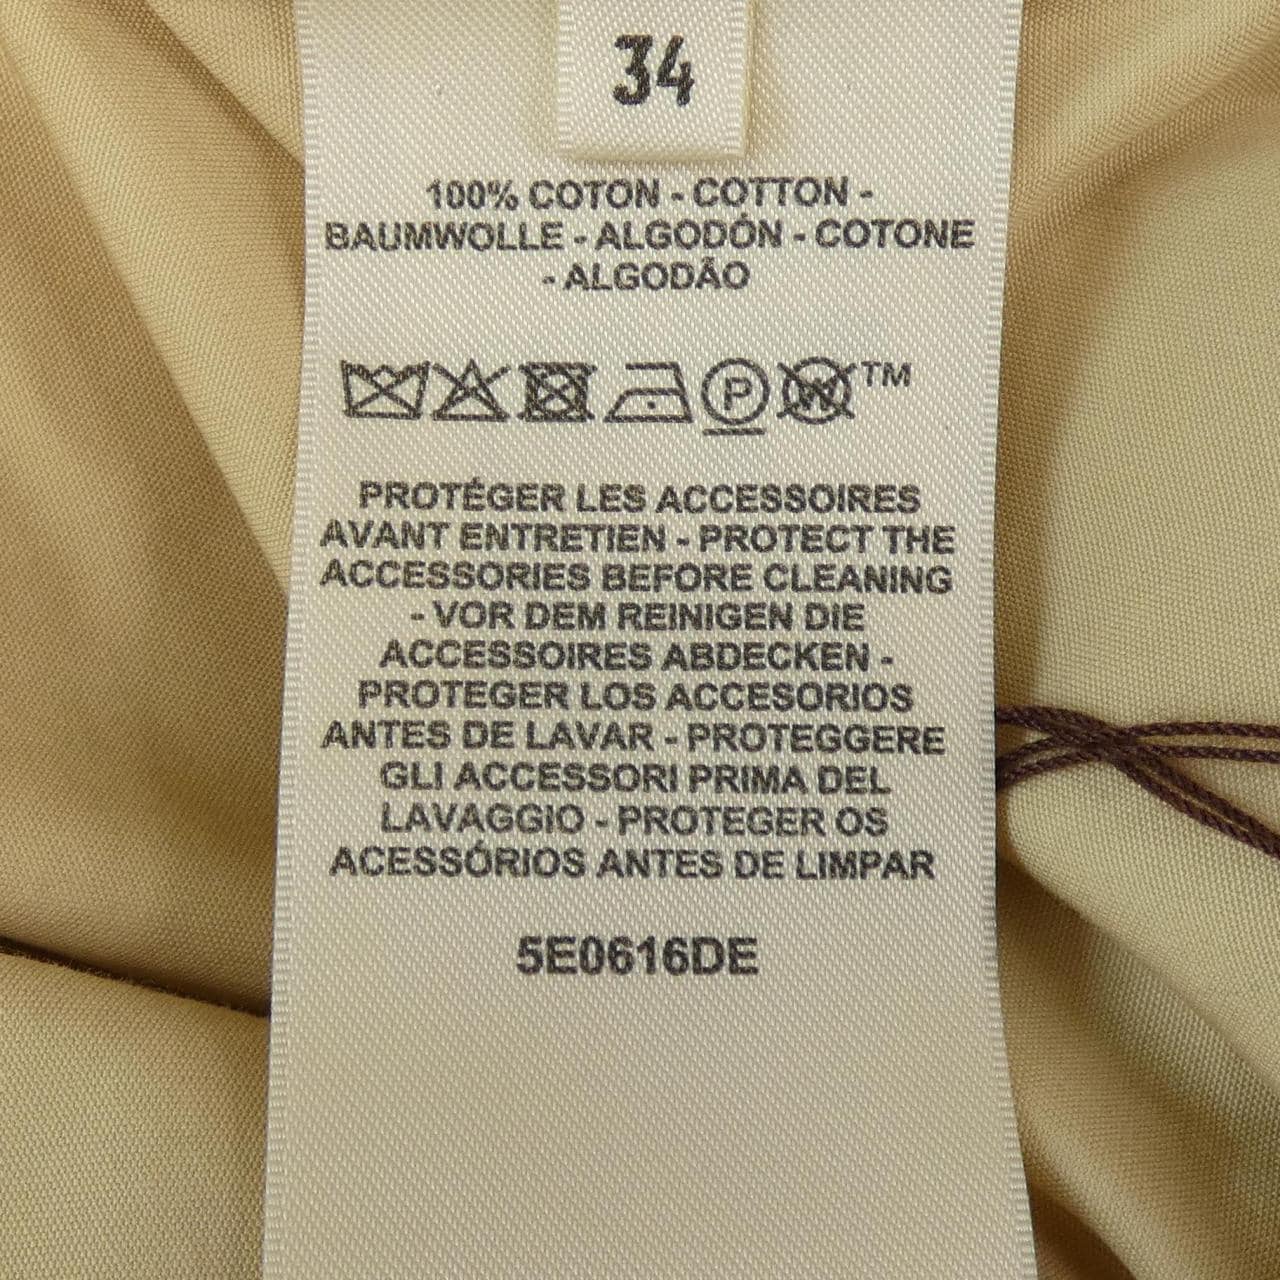 34
100% COTON - COTTON -
BAUMWOLLE - ALGODÓN - COTONE
- ALGODÃO
P W TM
PROTÉGER LES ACCESSOIRES
AVANT ENTRETIEN - PROTECT THE
ACCESSORIES BEFORE CLEANING
- VOR DEM REINIGEN DIE
ACCESSOIRES ABDECKEN -
PROTEGER LOS ACCESORIOS
ANTES DE LAVAR - PROTEGGERE
GLI ACCESSORI PRIMA DEL
LAVAGGIO - PROTEGER OS
ACESSÓRIOS ANTES DE LIMPAR
5E0616DE